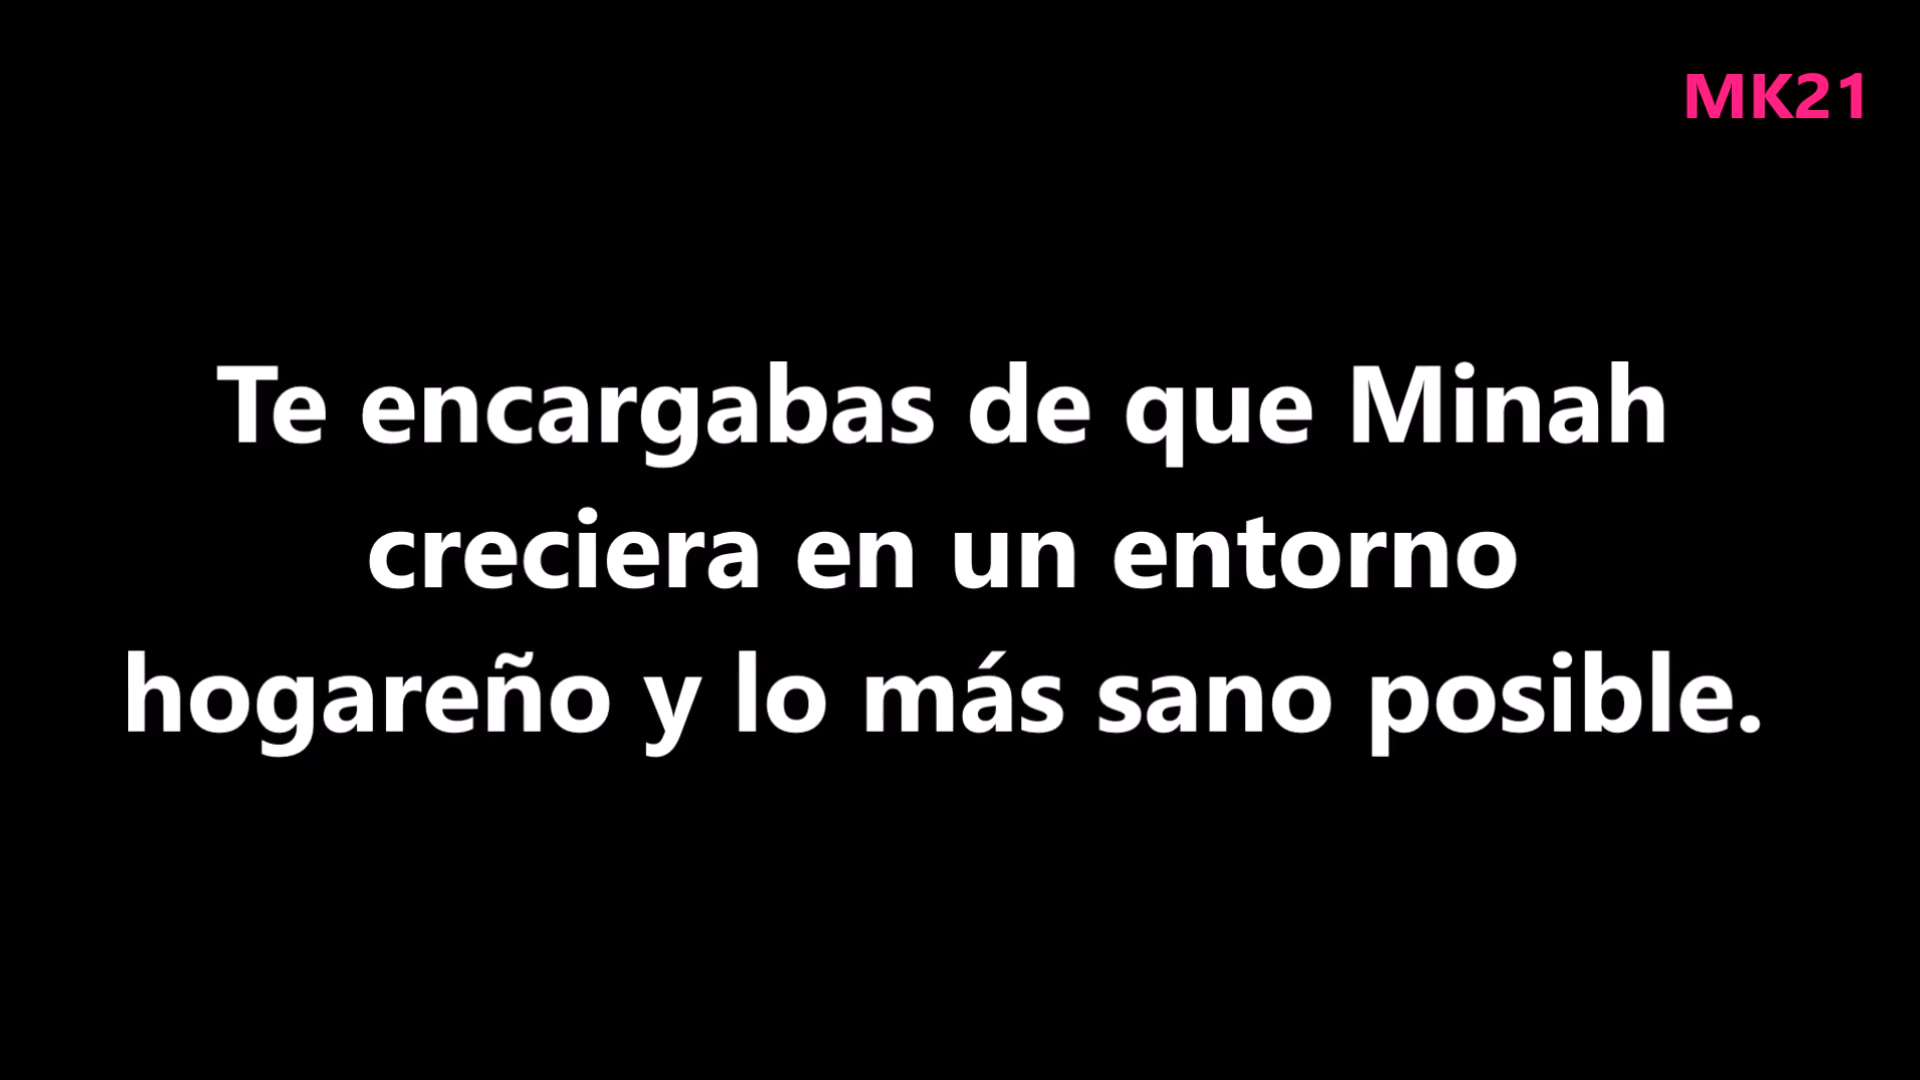 MK21
Te encargabas de que Minah
creciera en un entorno
hogareño y lo más sano posible.